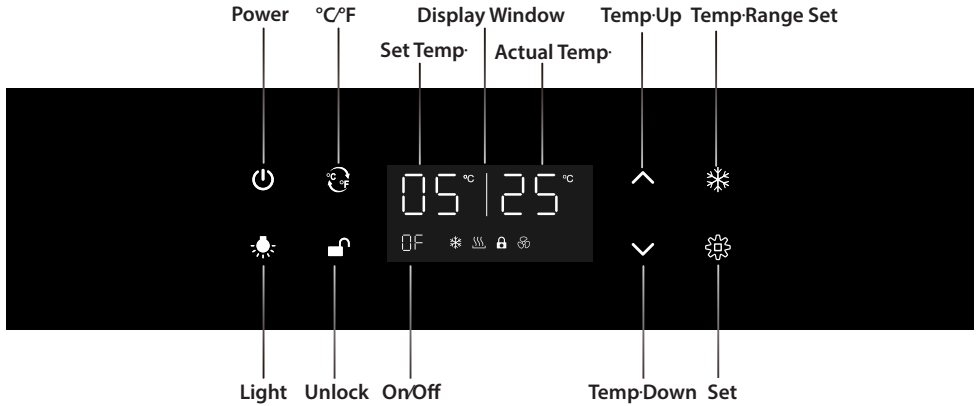 Power °C/°F Display Window Temp·Up Temp·Range Set
Set Temp· Actual Temp·
°C °F
05 °C 25 °C
0F
Light Unlock On/Off Temp·Down Set